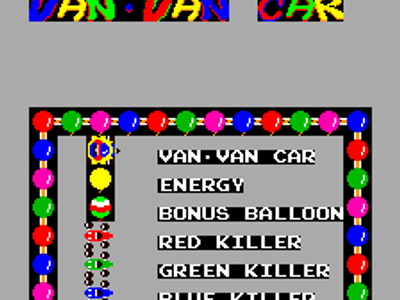 VAN·VAN CAR
VAN·VAN CAR
ENERGY
BONUS BALLOON
RED KILLER
GREEN KILLER
BLUE KILLER